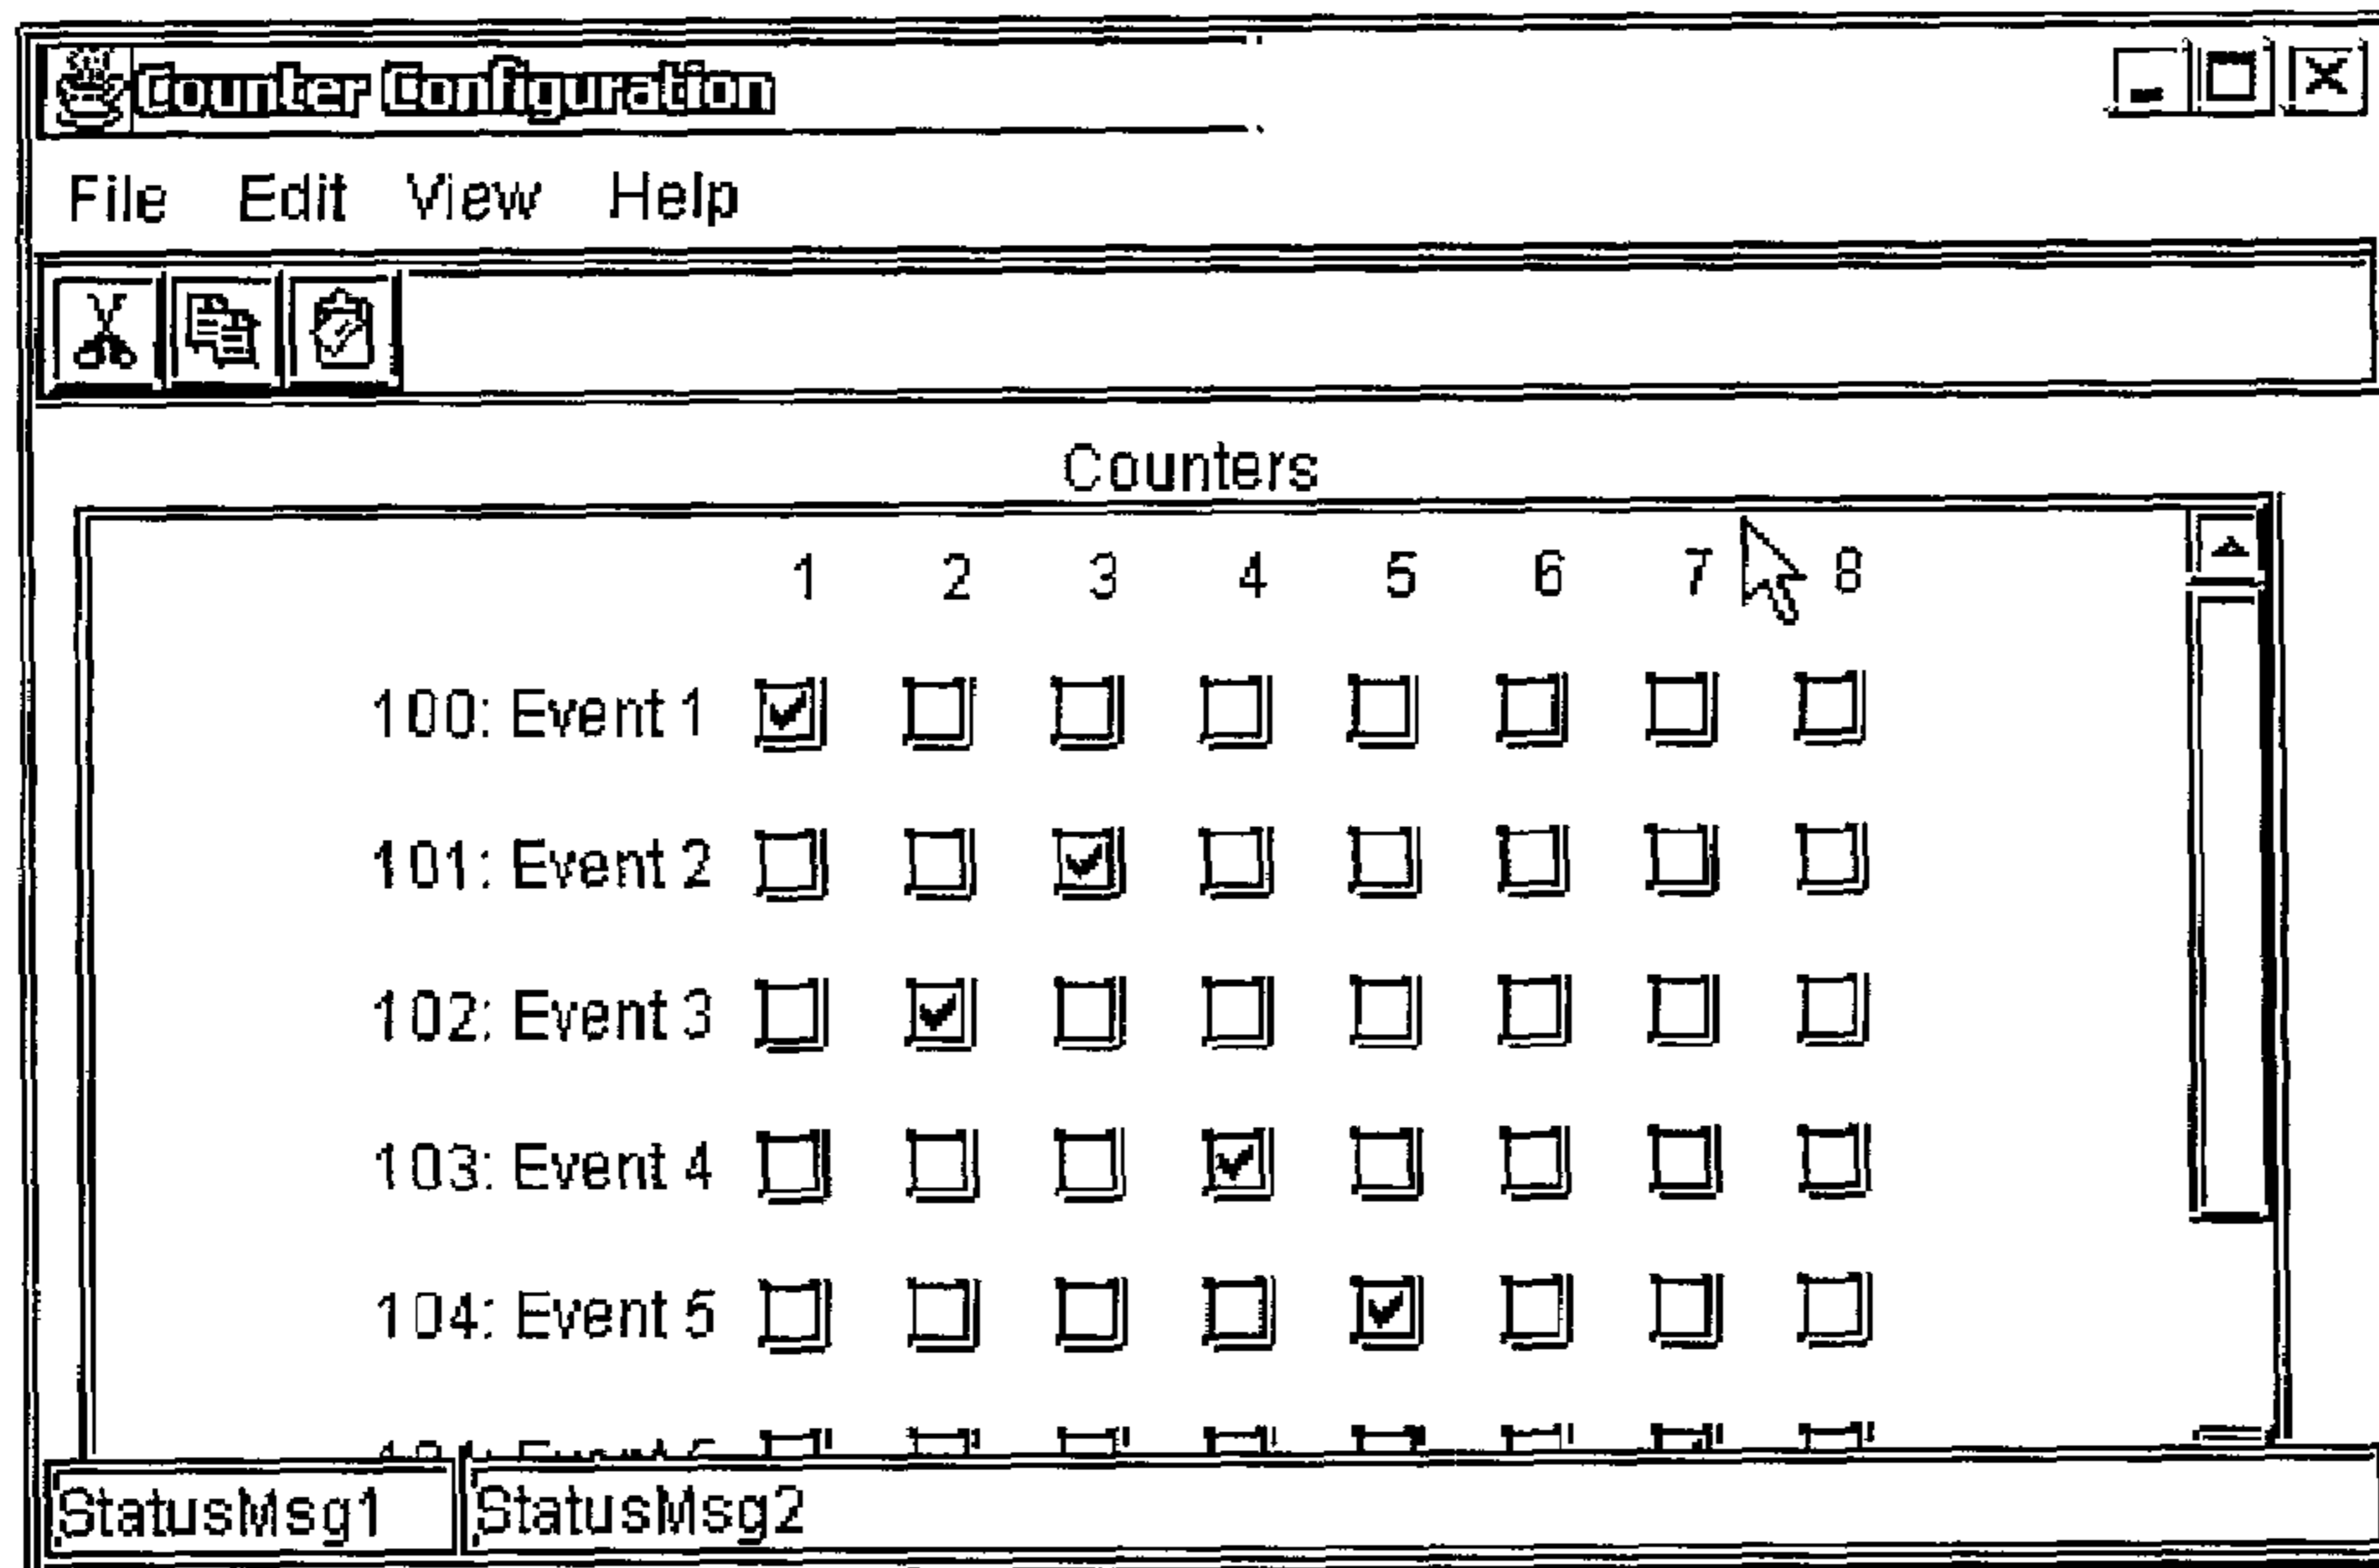 Counter Configuration
File Edit View Help
Counters
1 2 3 4 5 6 7 8
100: Event 1
101: Event 2
102: Event 3
103: Event 4
104: Event 5
StatusMsg1 StatusMsg2